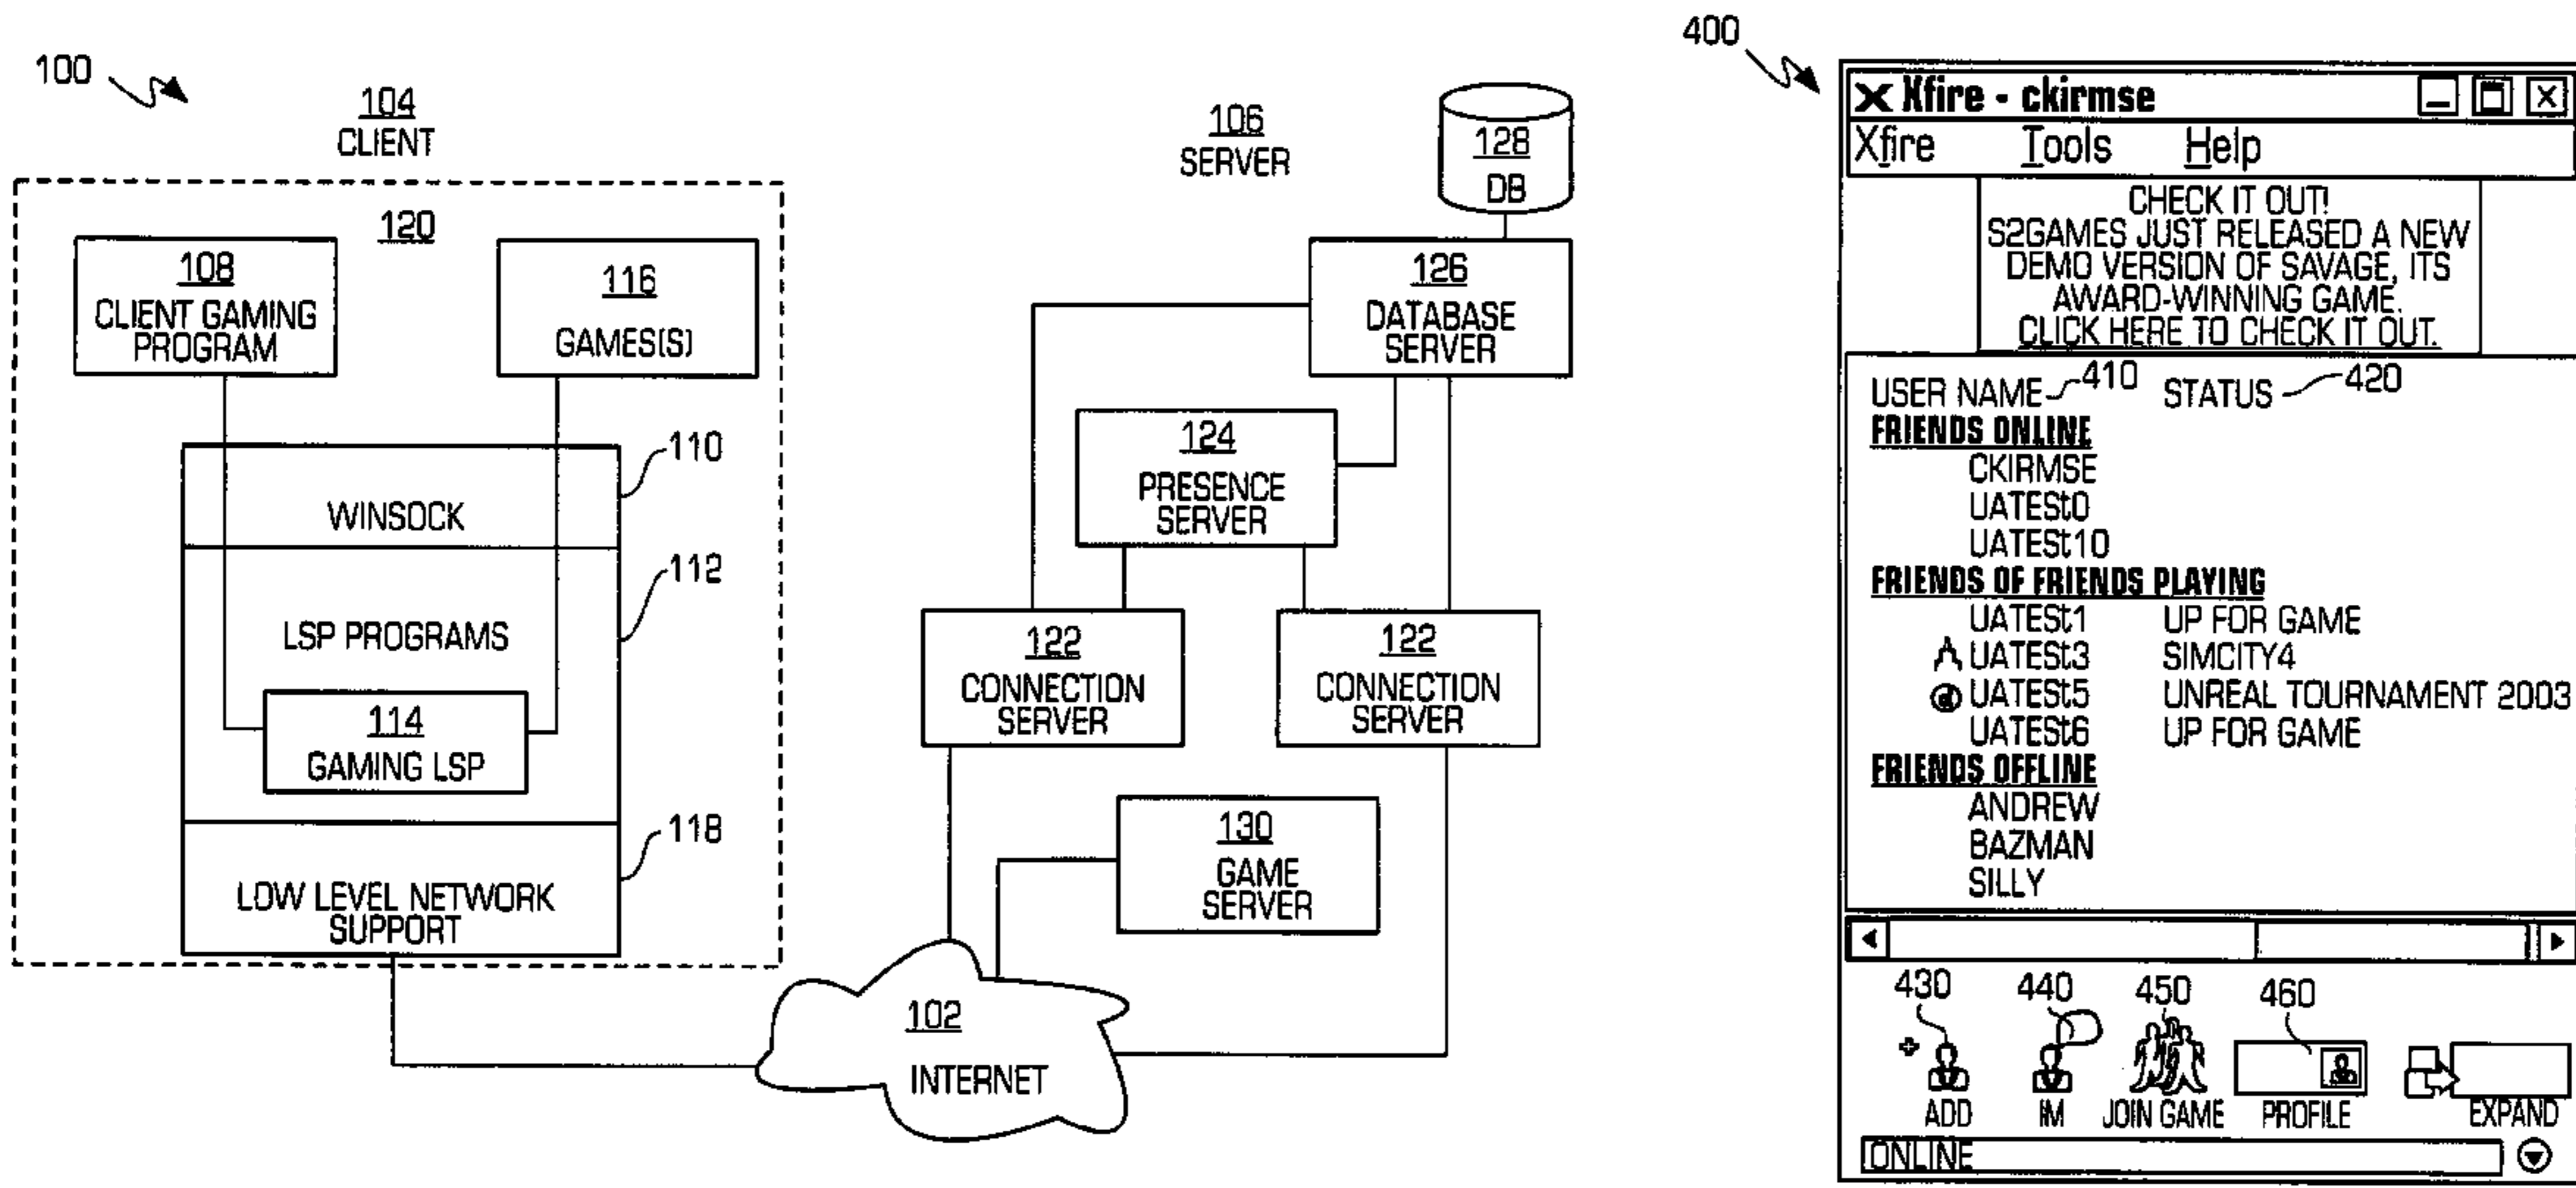 100
104
CLIENT
120
108
CLIENT GAMING
PROGRAM
116
GAMES(S)
110
WINSOCK
112
LSP PROGRAMS
114
GAMING LSP
118
LOW LEVEL NETWORK
SUPPORT
106
SERVER
128
DB
126
DATABASE
SERVER
124
PRESENCE
SERVER
122
CONNECTION
SERVER
122
CONNECTION
SERVER
130
GAME
SERVER
102
INTERNET
400
Xfire - ckirmse
Xfire Tools Help
CHECK IT OUT!
S2GAMES JUST RELEASED A NEW
DEMO VERSION OF SAVAGE, ITS
AWARD-WINNING GAME.
CLICK HERE TO CHECK IT OUT.
USER NAME 410 STATUS 420
FRIENDS ONLINE
CKIRMSE
UATESt0
UATESt10
FRIENDS OF FRIENDS PLAYING
UATESt1 UP FOR GAME
UATESt3 SIMCITY4
UATESt5 UNREAL TOURNAMENT 2003
UATESt6 UP FOR GAME
FRIENDS OFFLINE
ANDREW
BAZMAN
SILLY
430 440 450 460
ADD IM JOIN GAME PROFILE EXPAND
ONLINE